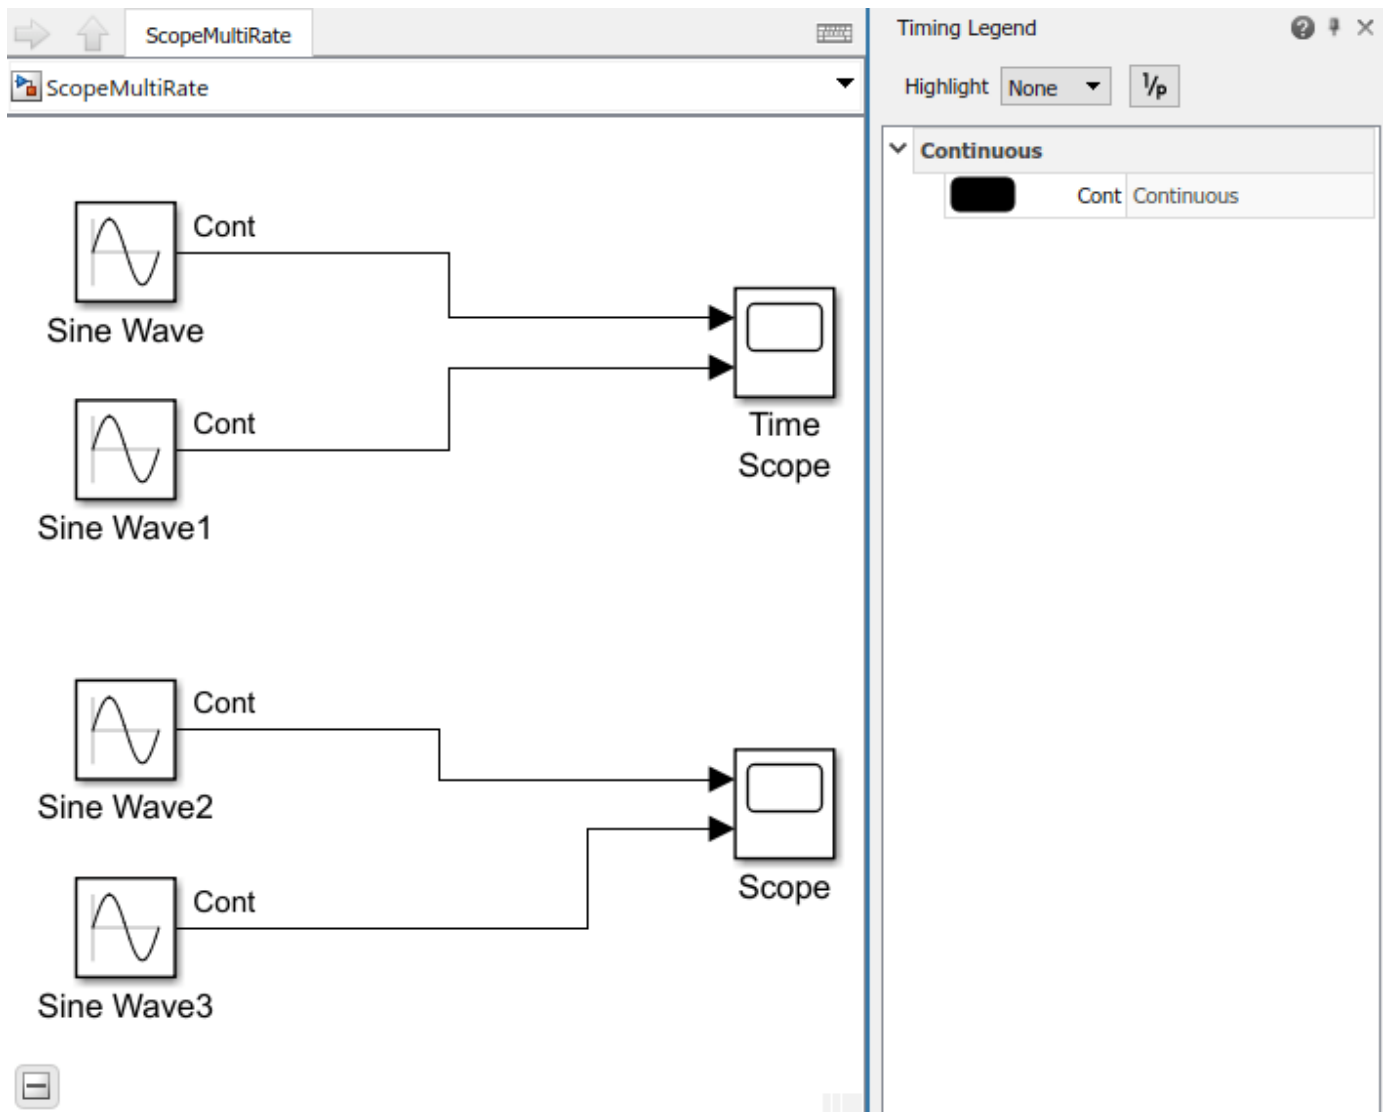 ScopeMultiRate
ScopeMultiRate
Cont
Sine Wave
Cont
Sine Wave1
Time
Scope
Cont
Sine Wave2
Cont
Sine Wave3
Scope
Timing Legend
Highlight None 1/p
Continuous
Cont Continuous